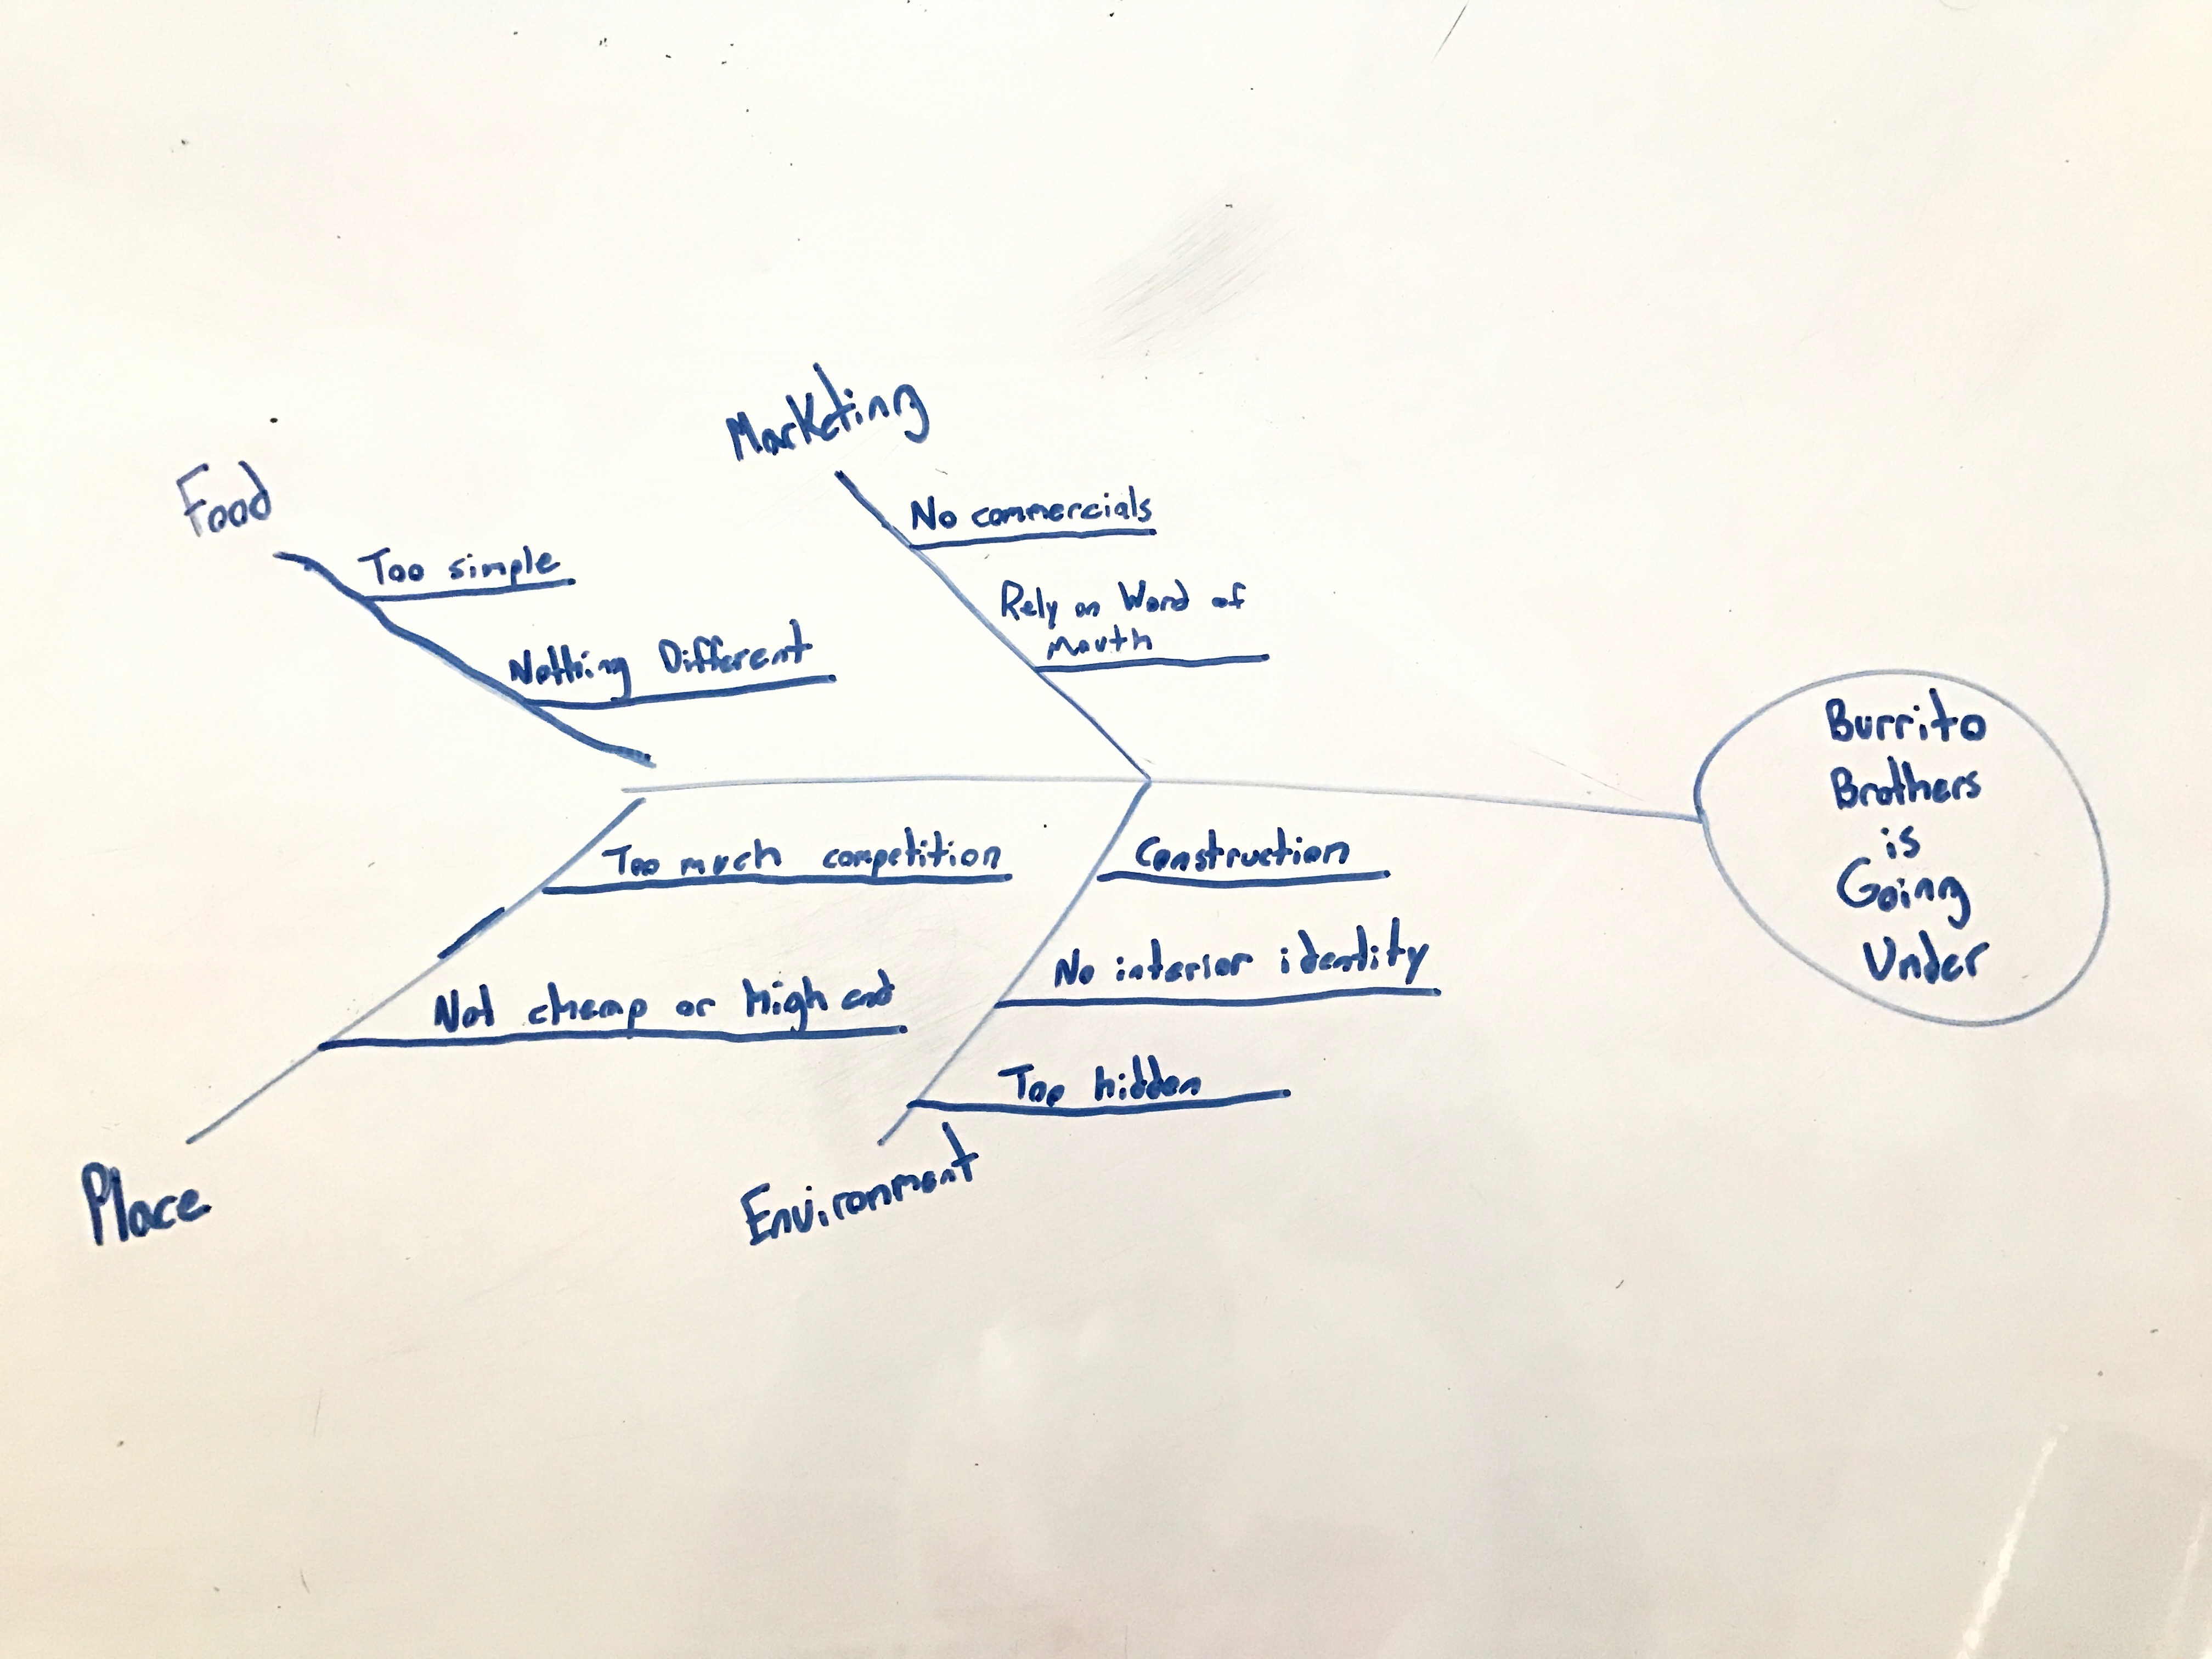 Marketing
Food
No commercials
Too simple
Rely on Word of
Mouth
Nothing Different
Burrito
Brothers
is
Going
Under
Too much competition
Construction
No interior identity
Not cheap or high end
Too hidden
Place
Environment